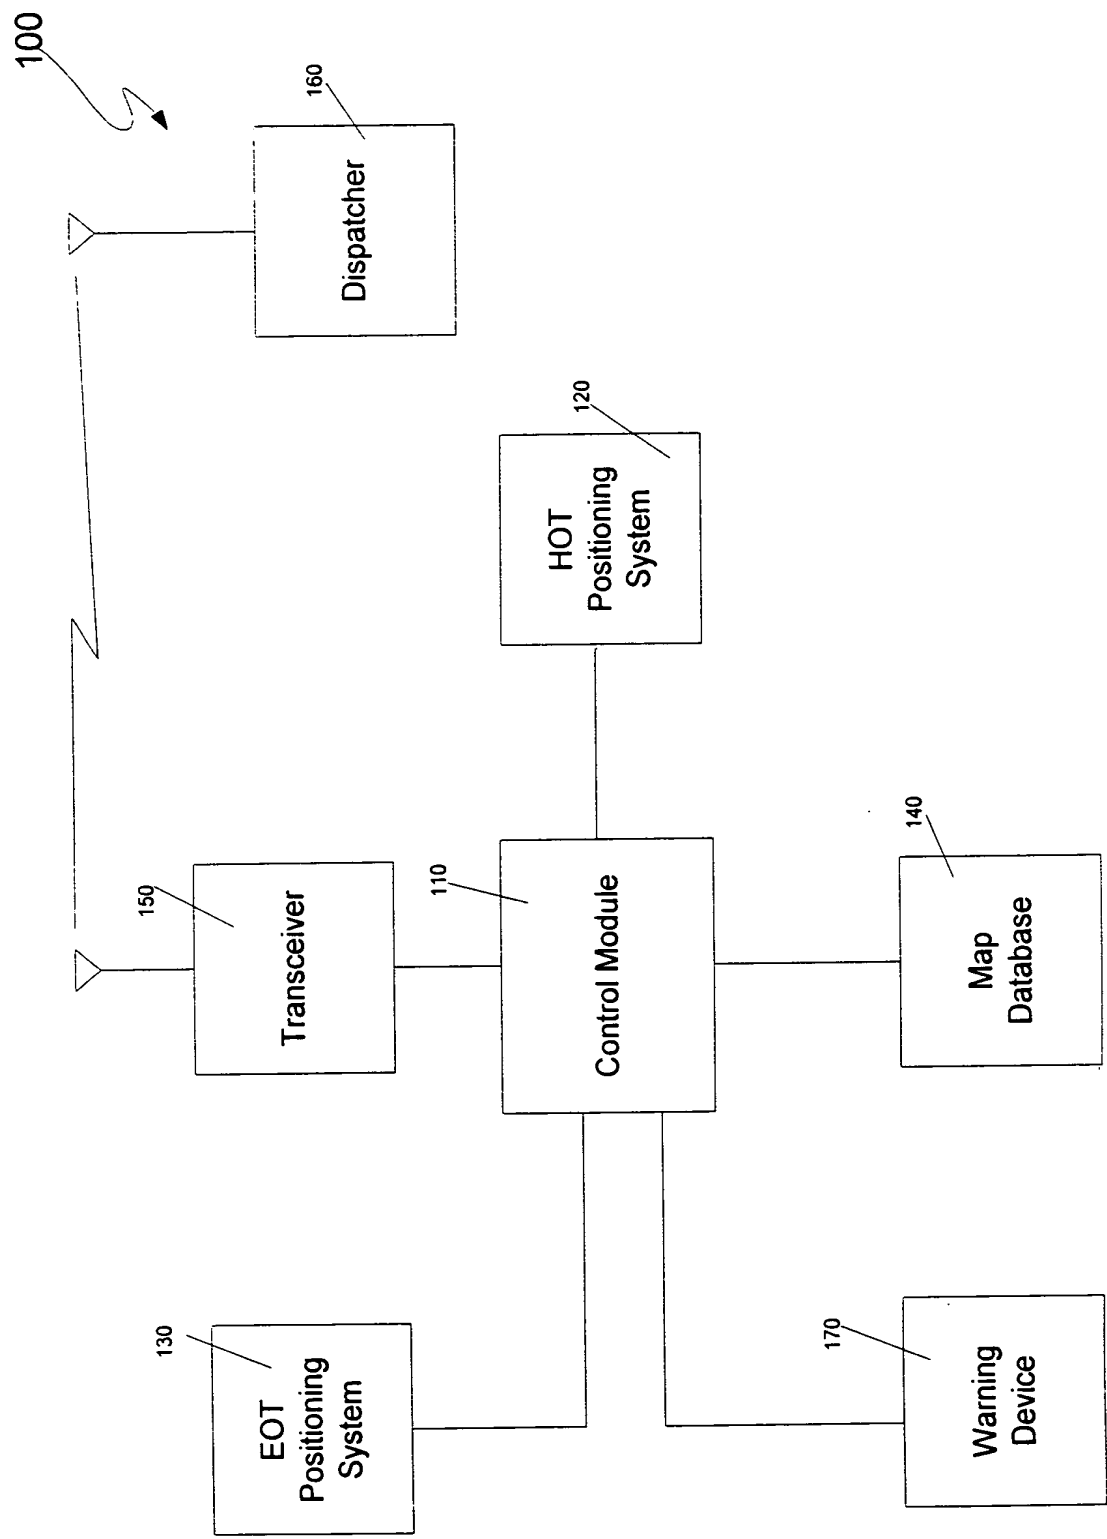 100
160
Dispatcher
150
Transceiver
130
EOT
Positioning
System
110
Control Module
120
HOT
Positioning
System
170
Warning
Device
140
Map
Database